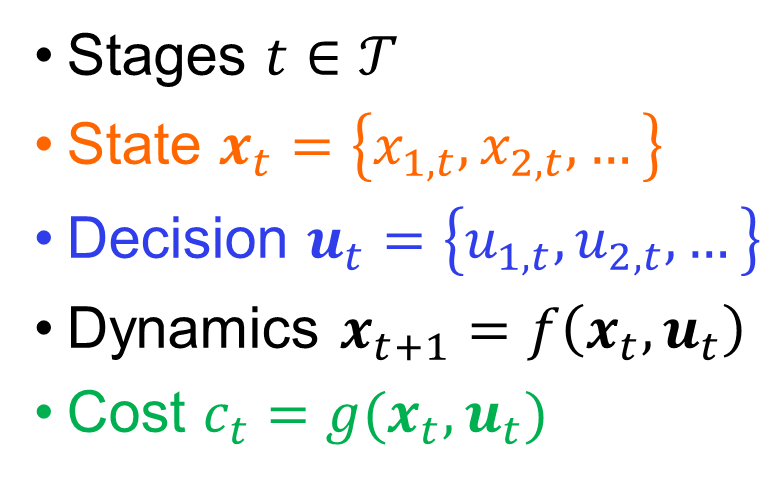 • Stages t ∈ 𝒯
• State 𝒙ₜ = {x₁,ₜ, x₂,ₜ, … }
• Decision 𝒖ₜ = {u₁,ₜ, u₂,ₜ, … }
• Dynamics 𝒙ₜ₊₁ = f(𝒙ₜ, 𝒖ₜ)
• Cost cₜ = g(𝒙ₜ, 𝒖ₜ)